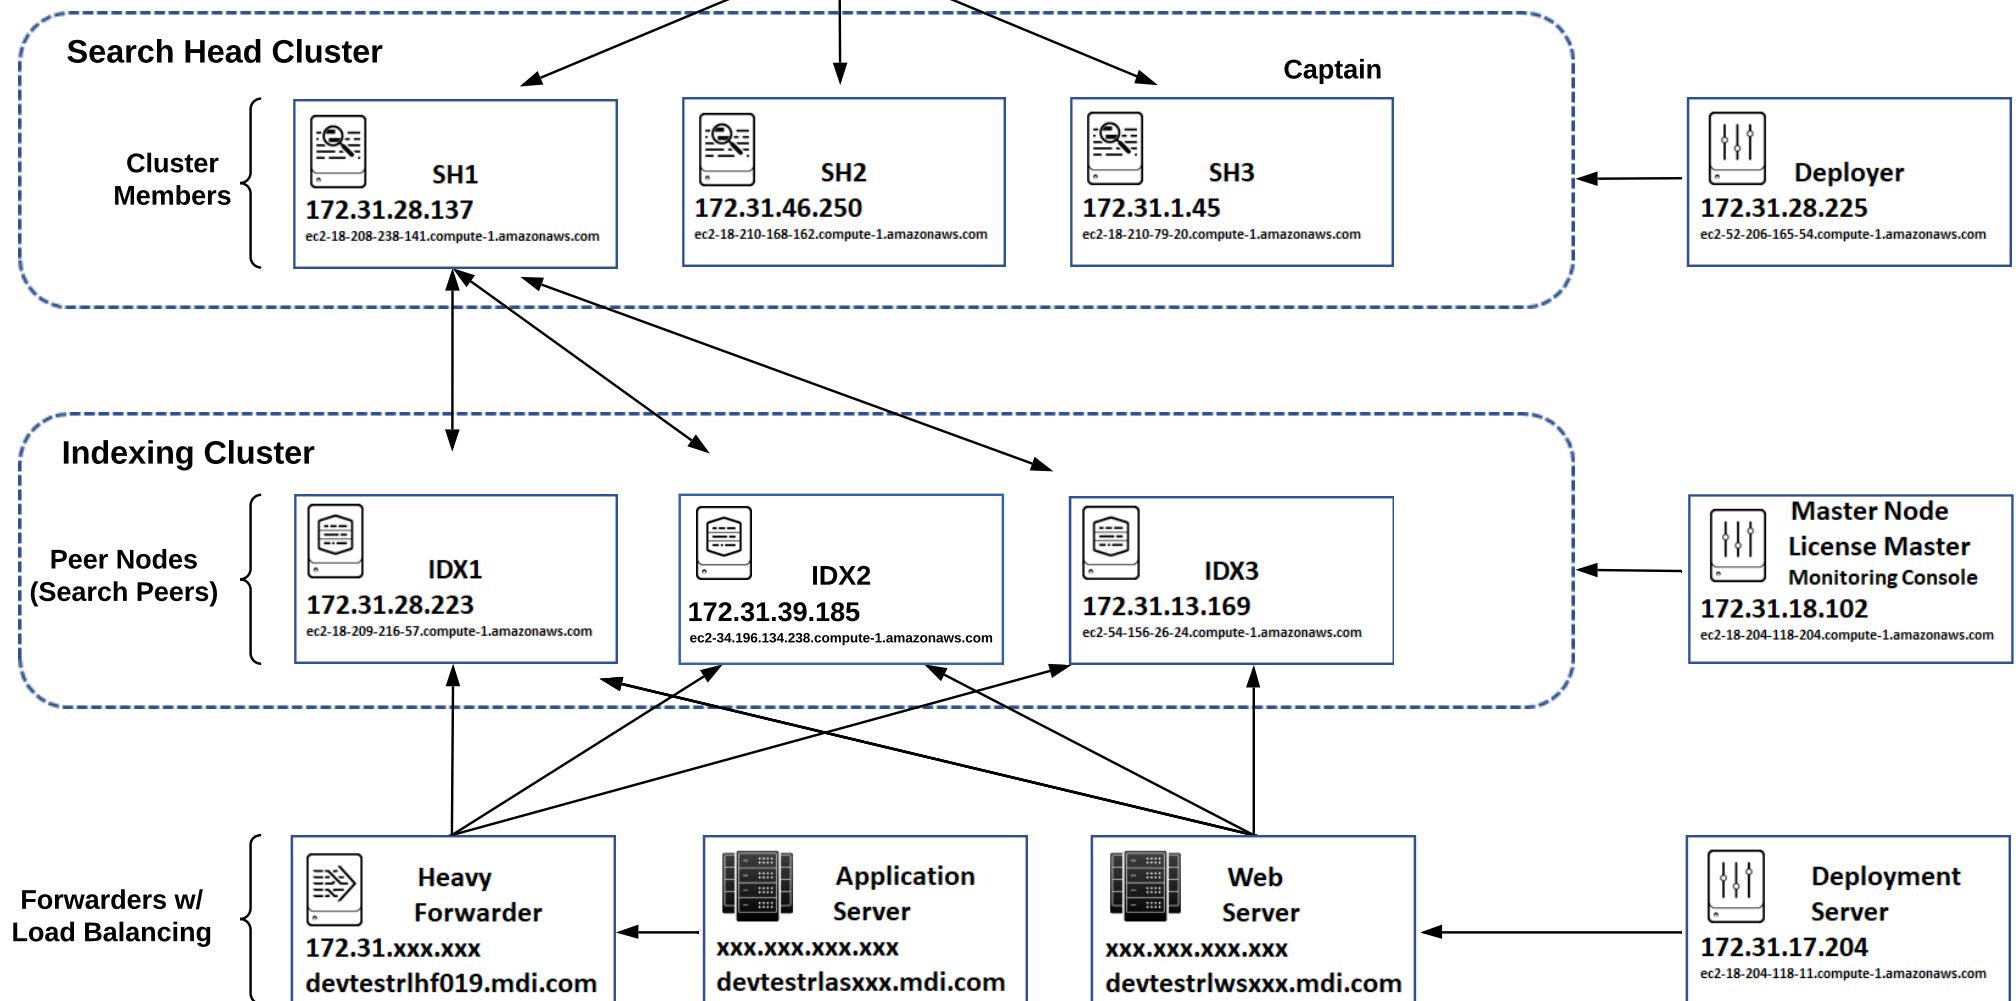 Search Head Cluster
Captain
Cluster
Members
SH1
172.31.28.137
ec2-18-208-238-141.compute-1.amazonaws.com
SH2
172.31.46.250
ec2-18-210-168-162.compute-1.amazonaws.com
SH3
172.31.1.45
ec2-18-210-79-20.compute-1.amazonaws.com
Deployer
172.31.28.225
ec2-52-206-165-54.compute-1.amazonaws.com
Indexing Cluster
Peer Nodes
(Search Peers)
IDX1
172.31.28.223
ec2-18-209-216-57.compute-1.amazonaws.com
IDX2
172.31.39.185
ec2-34.196.134.238.compute-1.amazonaws.com
IDX3
172.31.13.169
ec2-54-156-26-24.compute-1.amazonaws.com
Master Node
License Master
Monitoring Console
172.31.18.102
ec2-18-204-118-204.compute-1.amazonaws.com
Forwarders w/
Load Balancing
Heavy
Forwarder
172.31.xxx.xxx
devtestrlhf019.mdi.com
Application
Server
xxx.xxx.xxx.xxx
devtestrlasxxx.mdi.com
Web
Server
xxx.xxx.xxx.xxx
devtestrlwsxxx.mdi.com
Deployment
Server
172.31.17.204
ec2-18-204-118-11.compute-1.amazonaws.com